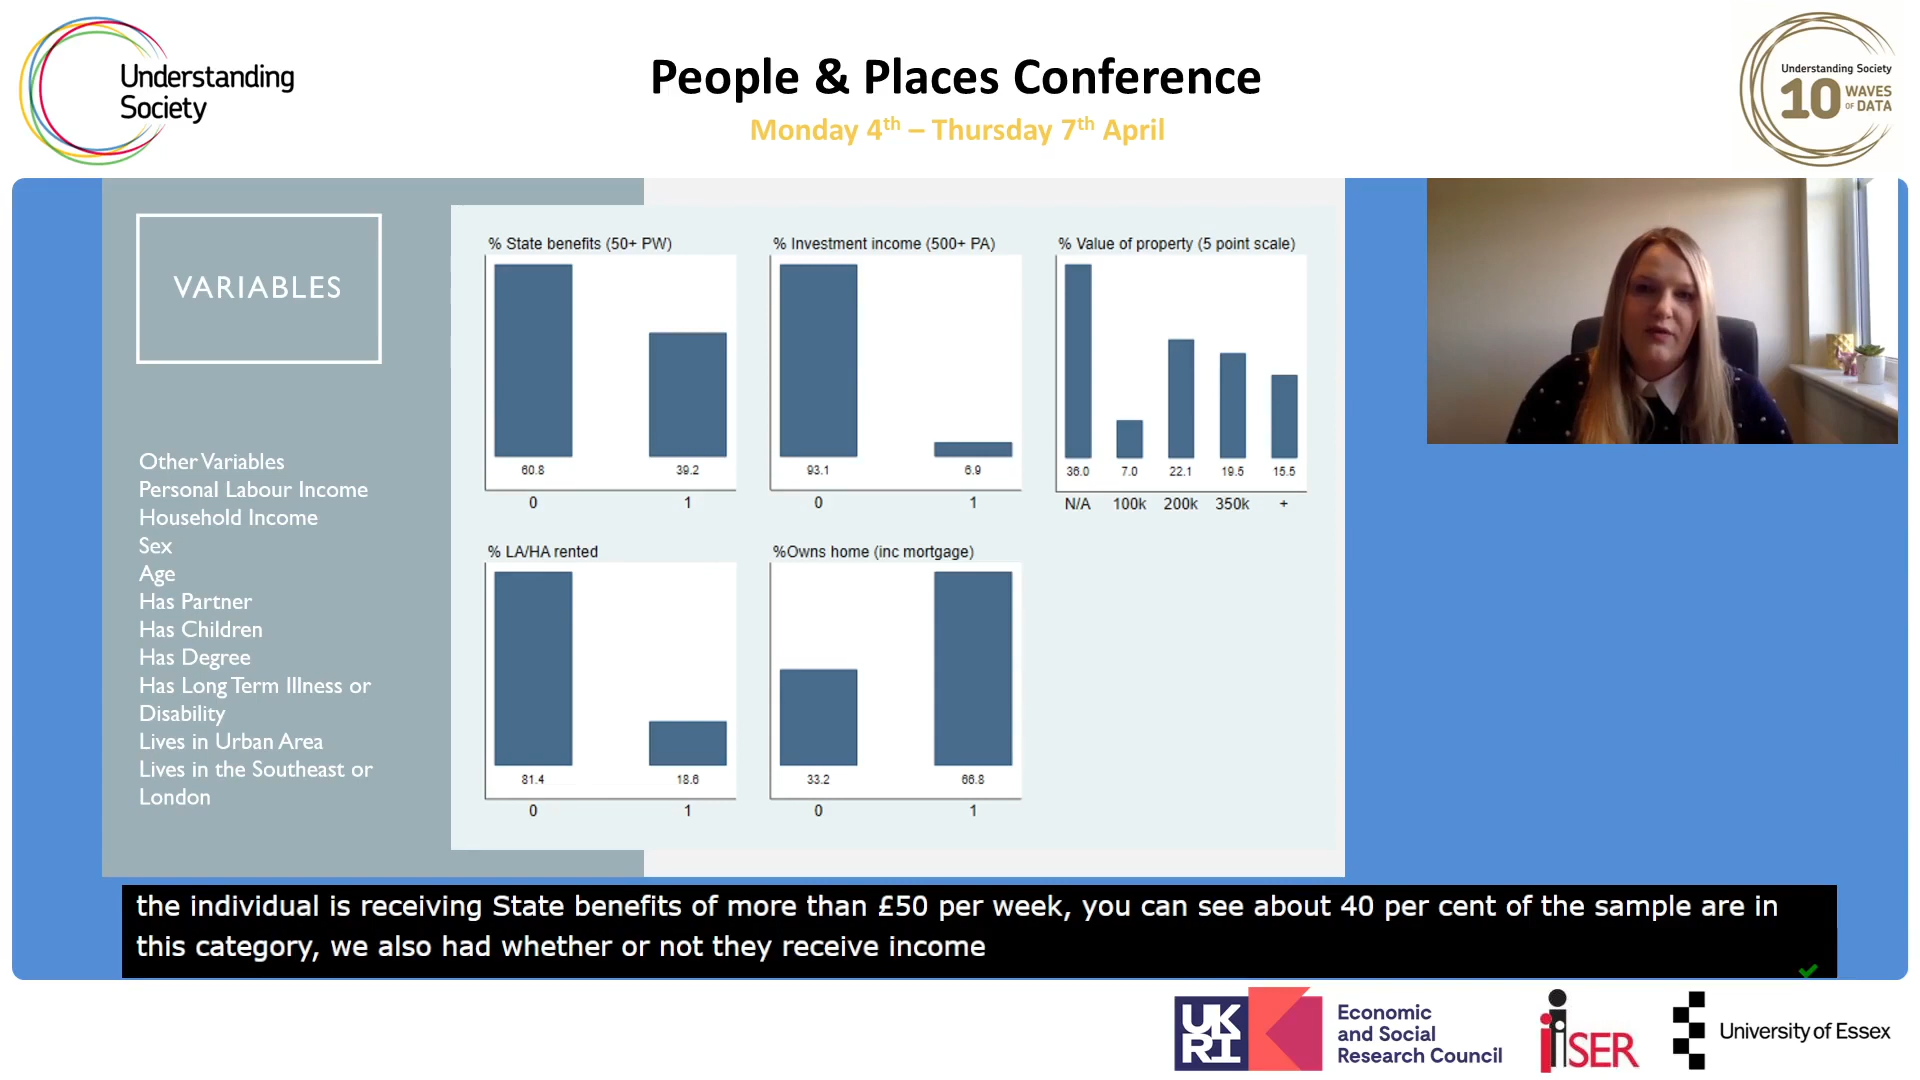 Understanding
Society
People & Places Conference
Monday 4th – Thursday 7th April
Understanding Society
10 WAVES
OF DATA
VARIABLES
Other Variables
Personal Labour Income
Household Income
Sex
Age
Has Partner
Has Children
Has Degree
Has Long Term Illness or
Disability
Lives in Urban Area
Lives in the Southeast or
London
% State benefits (50+ PW)
60.8 39.2
0 1
% Investment income (500+ PA)
93.1 6.9
0 1
% Value of property (5 point scale)
36.0 7.0 22.1 19.5 15.5
N/A 100k 200k 350k +
% LA/HA rented
81.4 18.6
0 1
%Owns home (inc mortgage)
33.2 66.8
0 1
the individual is receiving State benefits of more than £50 per week, you can see about 40 per cent of the sample are in
this category, we also had whether or not they receive income
UK
RI
Economic
and Social
Research Council
iSER
University of Essex